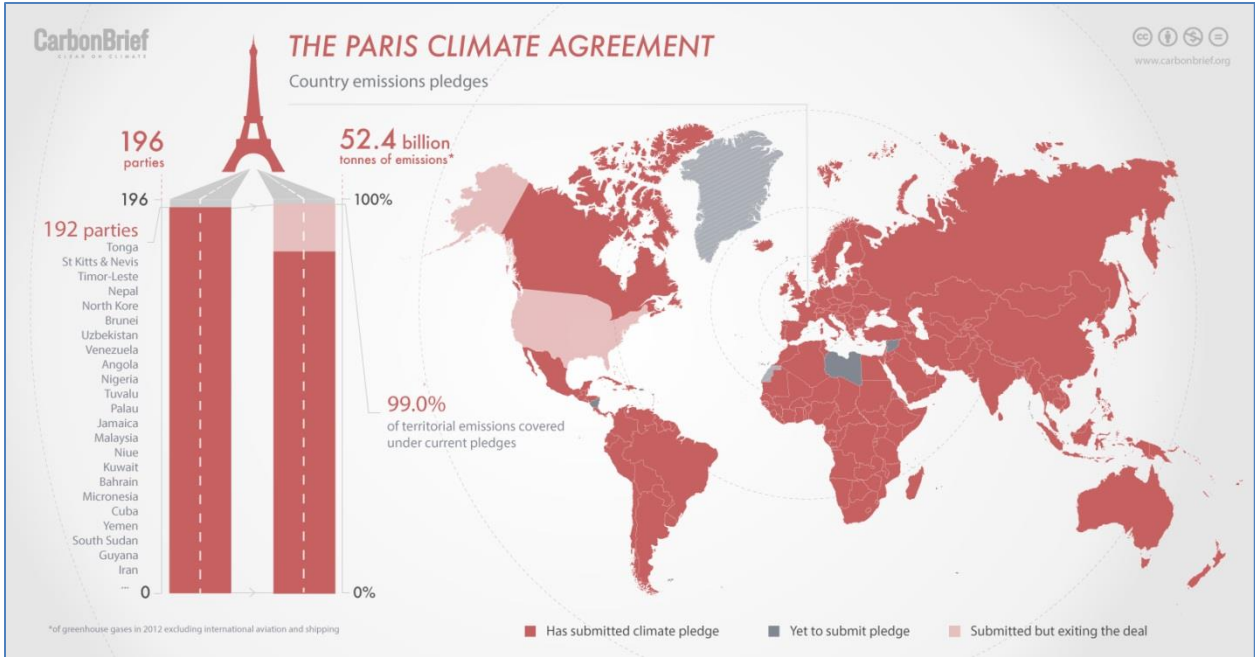 CarbonBrief
CLEAR ON CLIMATE
THE PARIS CLIMATE AGREEMENT
Country emissions pledges
www.carbonbrief.org
196
parties
52.4 billion
tonnes of emissions*
196
100%
192 parties
Tonga
St Kitts & Nevis
Timor-Leste
Nepal
North Kore
Brunei
Uzbekistan
Venezuela
Angola
Nigeria
Tuvalu
Palau
Jamaica
Malaysia
Niue
Kuwait
Bahrain
Micronesia
Cuba
Yemen
South Sudan
Guyana
Iran
...
0
0%
99.0%
of territorial emissions covered
under current pledges
*of greenhouse gases in 2012 excluding international aviation and shipping
Has submitted climate pledge
Yet to submit pledge
Submitted but exiting the deal